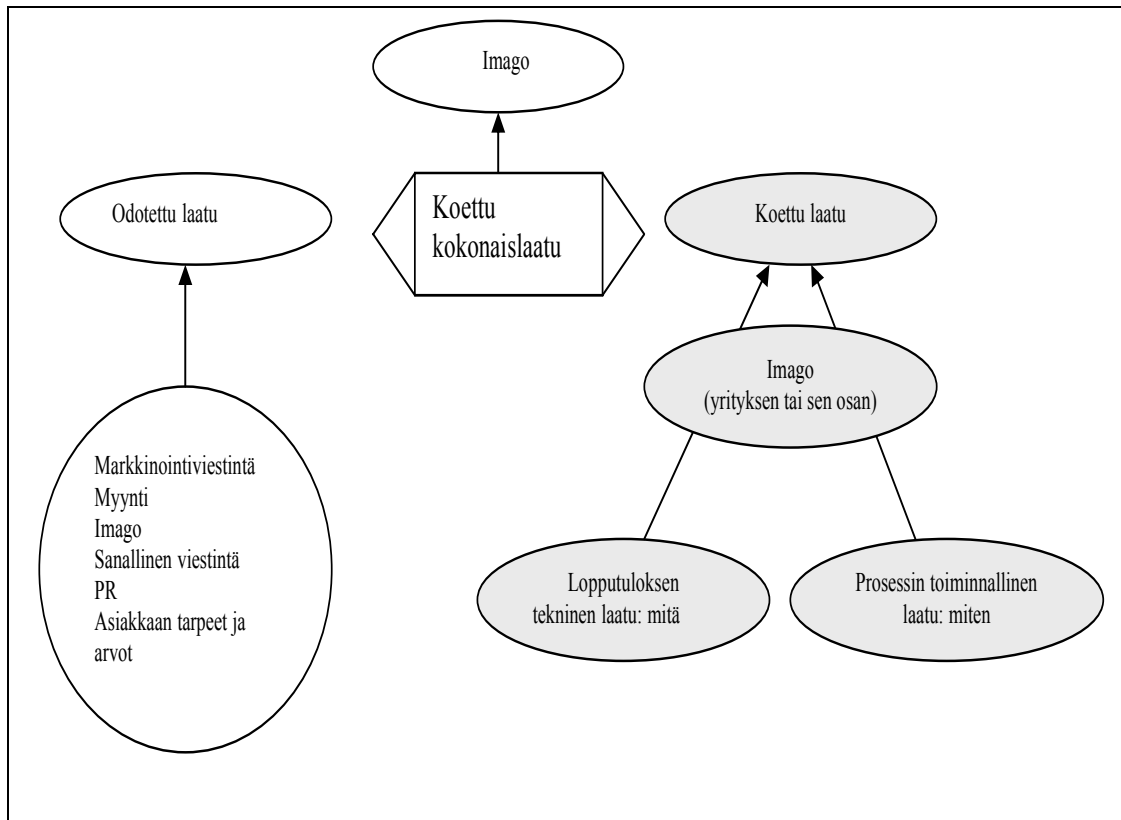 Imago
Odotettu laatu
Koettu
kokonaislaatu
Koettu laatu
Imago
(yrityksen tai sen osan)
Markkinointiviestintä
Myynti
Imago
Sanallinen viestintä
PR
Asiakkaan tarpeet ja
arvot
Lopputuloksen
tekninen laatu: mitä
Prosessin toiminnallinen
laatu: miten